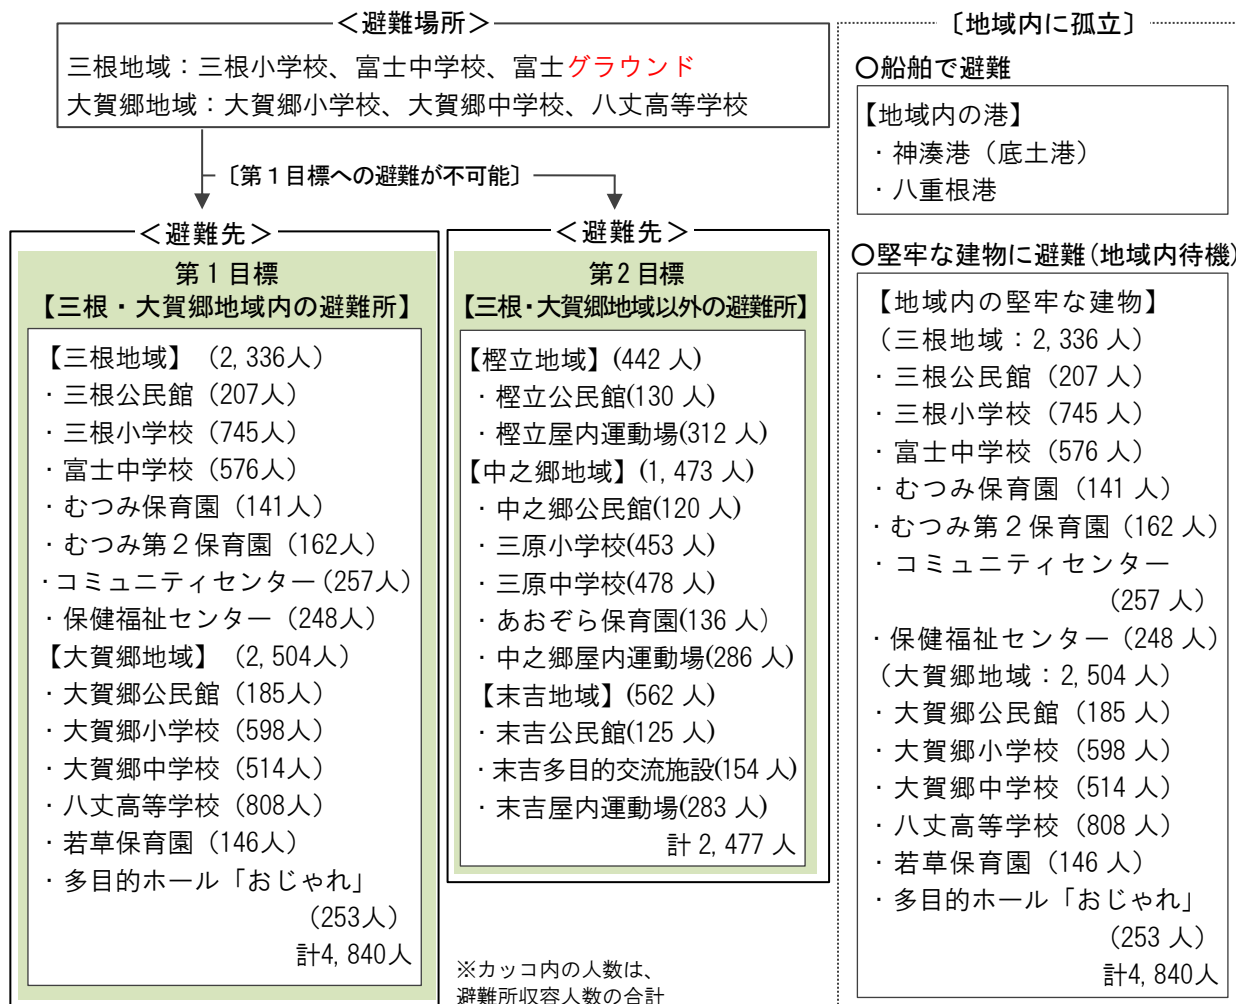 ＜避難場所＞
三根地域：三根小学校、富士中学校、富士グラウンド
大賀郷地域：大賀郷小学校、大賀郷中学校、八丈高等学校
〔第１目標への避難が不可能〕
＜避難先＞
第１目標
【三根・大賀郷地域内の避難所】
【三根地域】（2,336人）
・三根公民館（207人）
・三根小学校（745人）
・富士中学校（576人）
・むつみ保育園（141人）
・むつみ第２保育園（162人）
・コミュニティセンター（257人）
・保健福祉センター（248人）
【大賀郷地域】（2,504人）
・大賀郷公民館（185人）
・大賀郷小学校（598人）
・大賀郷中学校（514人）
・八丈高等学校（808人）
・若草保育園（146人）
・多目的ホール「おじゃれ」
（253人）
計4,840人
＜避難先＞
第２目標
【三根・大賀郷地域以外の避難所】
【樫立地域】(442 人)
・樫立公民館(130 人)
・樫立屋内運動場(312 人)
【中之郷地域】(1,473 人)
・中之郷公民館(120 人)
・三原小学校(453 人)
・三原中学校(478 人)
・あおぞら保育園(136 人)
・中之郷屋内運動場(286 人)
【末吉地域】(562 人)
・末吉公民館(125 人)
・末吉多目的交流施設(154 人)
・末吉屋内運動場(283 人)
計 2,477 人
※カッコ内の人数は、
避難所収容人数の合計
〔地域内に孤立〕
〇船舶で避難
【地域内の港】
・神湊港（底土港）
・八重根港
〇堅牢な建物に避難(地域内待機)
【地域内の堅牢な建物】
（三根地域：2,336 人）
・三根公民館（207 人）
・三根小学校（745 人）
・富士中学校（576 人）
・むつみ保育園（141 人）
・むつみ第２保育園（162 人）
・コミュニティセンター
（257 人）
・保健福祉センター（248 人）
（大賀郷地域：2,504 人）
・大賀郷公民館（185 人）
・大賀郷小学校（598 人）
・大賀郷中学校（514 人）
・八丈高等学校（808 人）
・若草保育園（146 人）
・多目的ホール「おじゃれ」
（253 人）
計4,840人